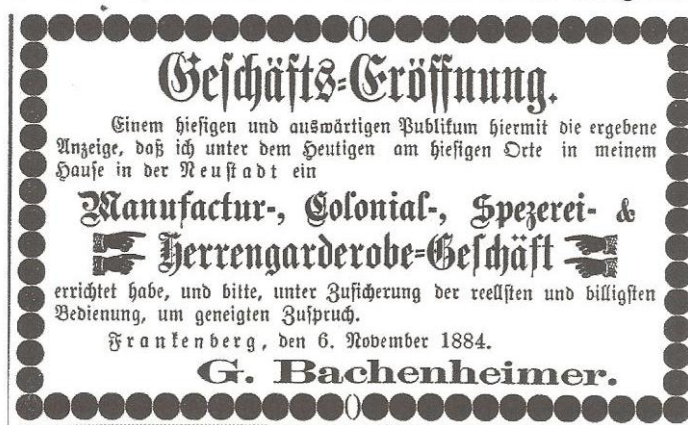 Geschäfts-Eröffnung.
Einem hiesigen und auswärtigen Publikum hiermit die ergebene
Anzeige, daß ich unter dem Heutigen am hiesigen Orte in meinem
Hause in der Neustadt ein
Manufactur-, Colonial-, Spezerei- &
Herrengarderobe-Geschäft
errichtet habe, und bitte, unter Zusicherung der reellsten und billigsten
Bedienung, um geneigten Zuspruch.
Frankenberg, den 6. November 1884.
G. Bachenheimer.